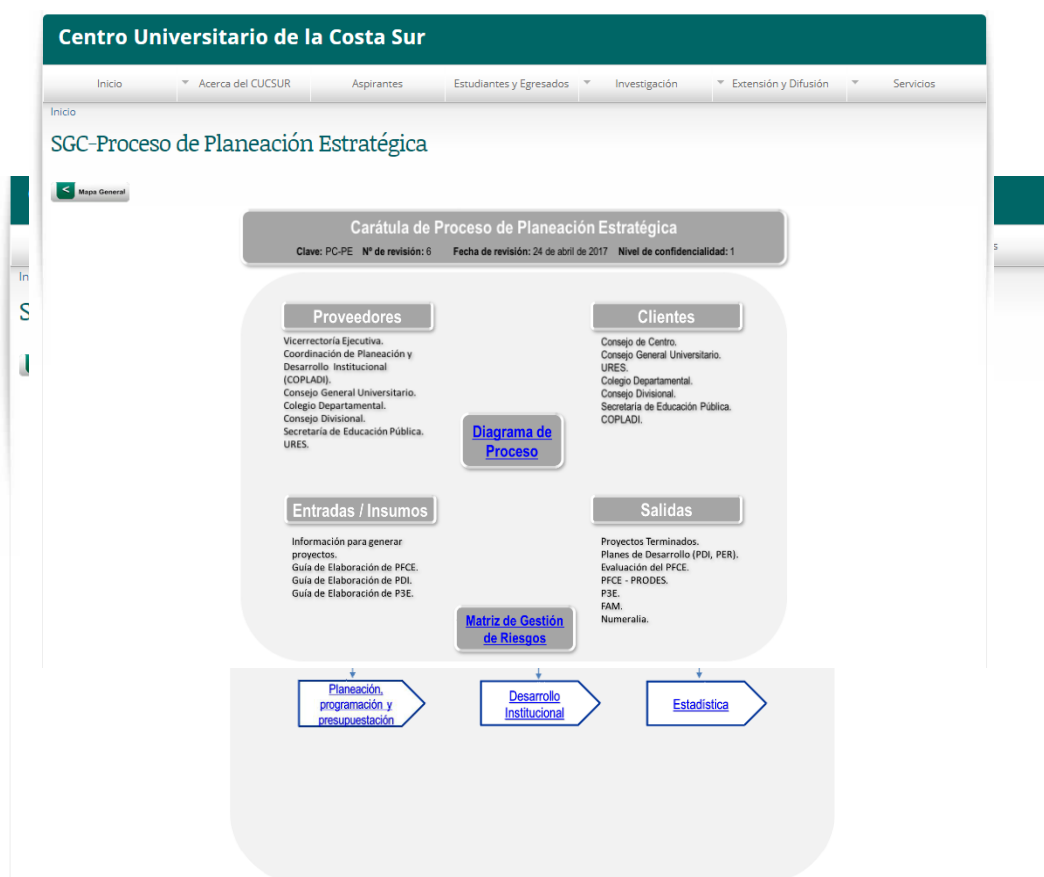 Centro Universitario de la Costa Sur
Inicio Acerca del CUCSUR Aspirantes Estudiantes y Egresados Investigación Extensión y Difusión Servicios
Inicio
SGC-Proceso de Planeación Estratégica
< Mapa General
Carátula de Proceso de Planeación Estratégica
Clave: PC-PE Nº de revisión: 6 Fecha de revisión: 24 de abril de 2017 Nivel de confidencialidad: 1
Proveedores
Vicerrectoría Ejecutiva.
Coordinación de Planeación y
Desarrollo Institucional
(COPLADI).
Consejo General Universitario.
Colegio Departamental.
Consejo Divisional.
Secretaría de Educación Pública.
URES.
Clientes
Consejo de Centro.
Consejo General Universitario.
URES.
Colegio Departamental.
Consejo Divisional.
Secretaria de Educación Pública.
COPLADI.
Diagrama de
Proceso
Entradas / Insumos
Información para generar
proyectos.
Guía de Elaboración de PFCE.
Guía de Elaboración de PDI.
Guía de Elaboración de P3E.
Salidas
Proyectos Terminados.
Planes de Desarrollo (PDI, PER).
Evaluación del PFCE.
PFCE - PRODES.
P3E.
FAM.
Numeralia.
Matriz de Gestión
de Riesgos
Planeación,
programación y
presupuestación
Desarrollo
Institucional
Estadística